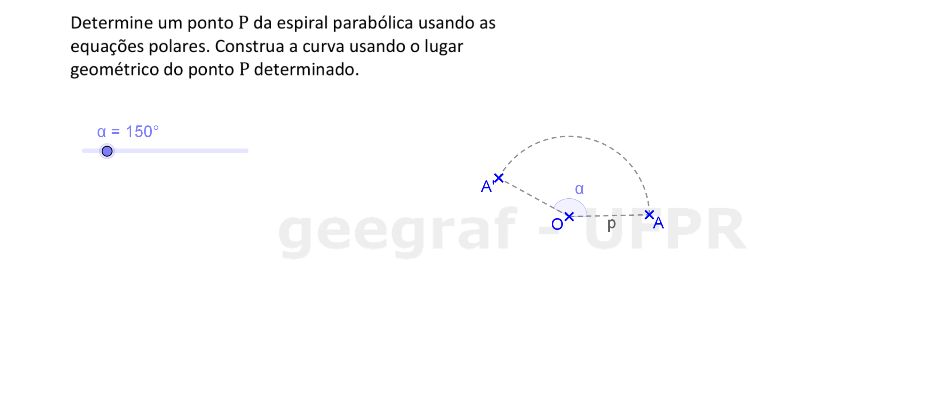 Determine um ponto P da espiral parabólica usando as
equações polares. Construa a curva usando o lugar
geométrico do ponto P determinado.
α = 150°
α
A'
O
p
A
geegraf - UFPR